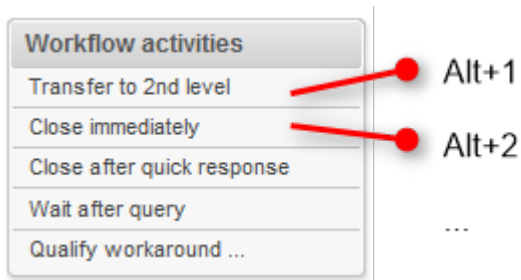 Workflow activities
Transfer to 2nd level
Alt+1
Close immediately
Alt+2
Close after quick response
Wait after query
...
Qualify workaround ...